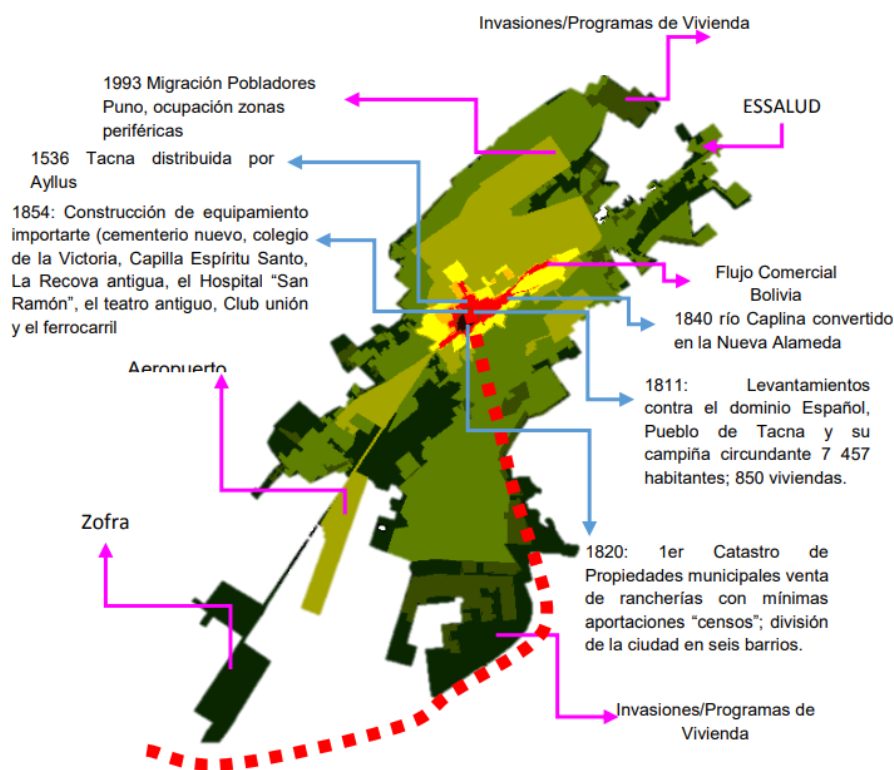 Invasiones/Programas de Vivienda
1993 Migración Pobladores
Puno, ocupación zonas
periféricas
ESSALUD
1536 Tacna distribuida por
Ayllus
1854: Construcción de equipamiento
importarte (cementerio nuevo, colegio
de la Victoria, Capilla Espíritu Santo,
La Recova antigua, el Hospital “San
Ramón”, el teatro antiguo, Club unión
y el ferrocarril
Flujo Comercial
Bolivia
1840 río Caplina convertido
en la Nueva Alameda
Aeropuerto
1811: Levantamientos
contra el dominio Español,
Pueblo de Tacna y su
campiña circundante 7 457
habitantes; 850 viviendas.
Zofra
1820: 1er Catastro de
Propiedades municipales venta
de rancherías con mínimas
aportaciones “censos”; división
de la ciudad en seis barrios.
Invasiones/Programas de
Vivienda